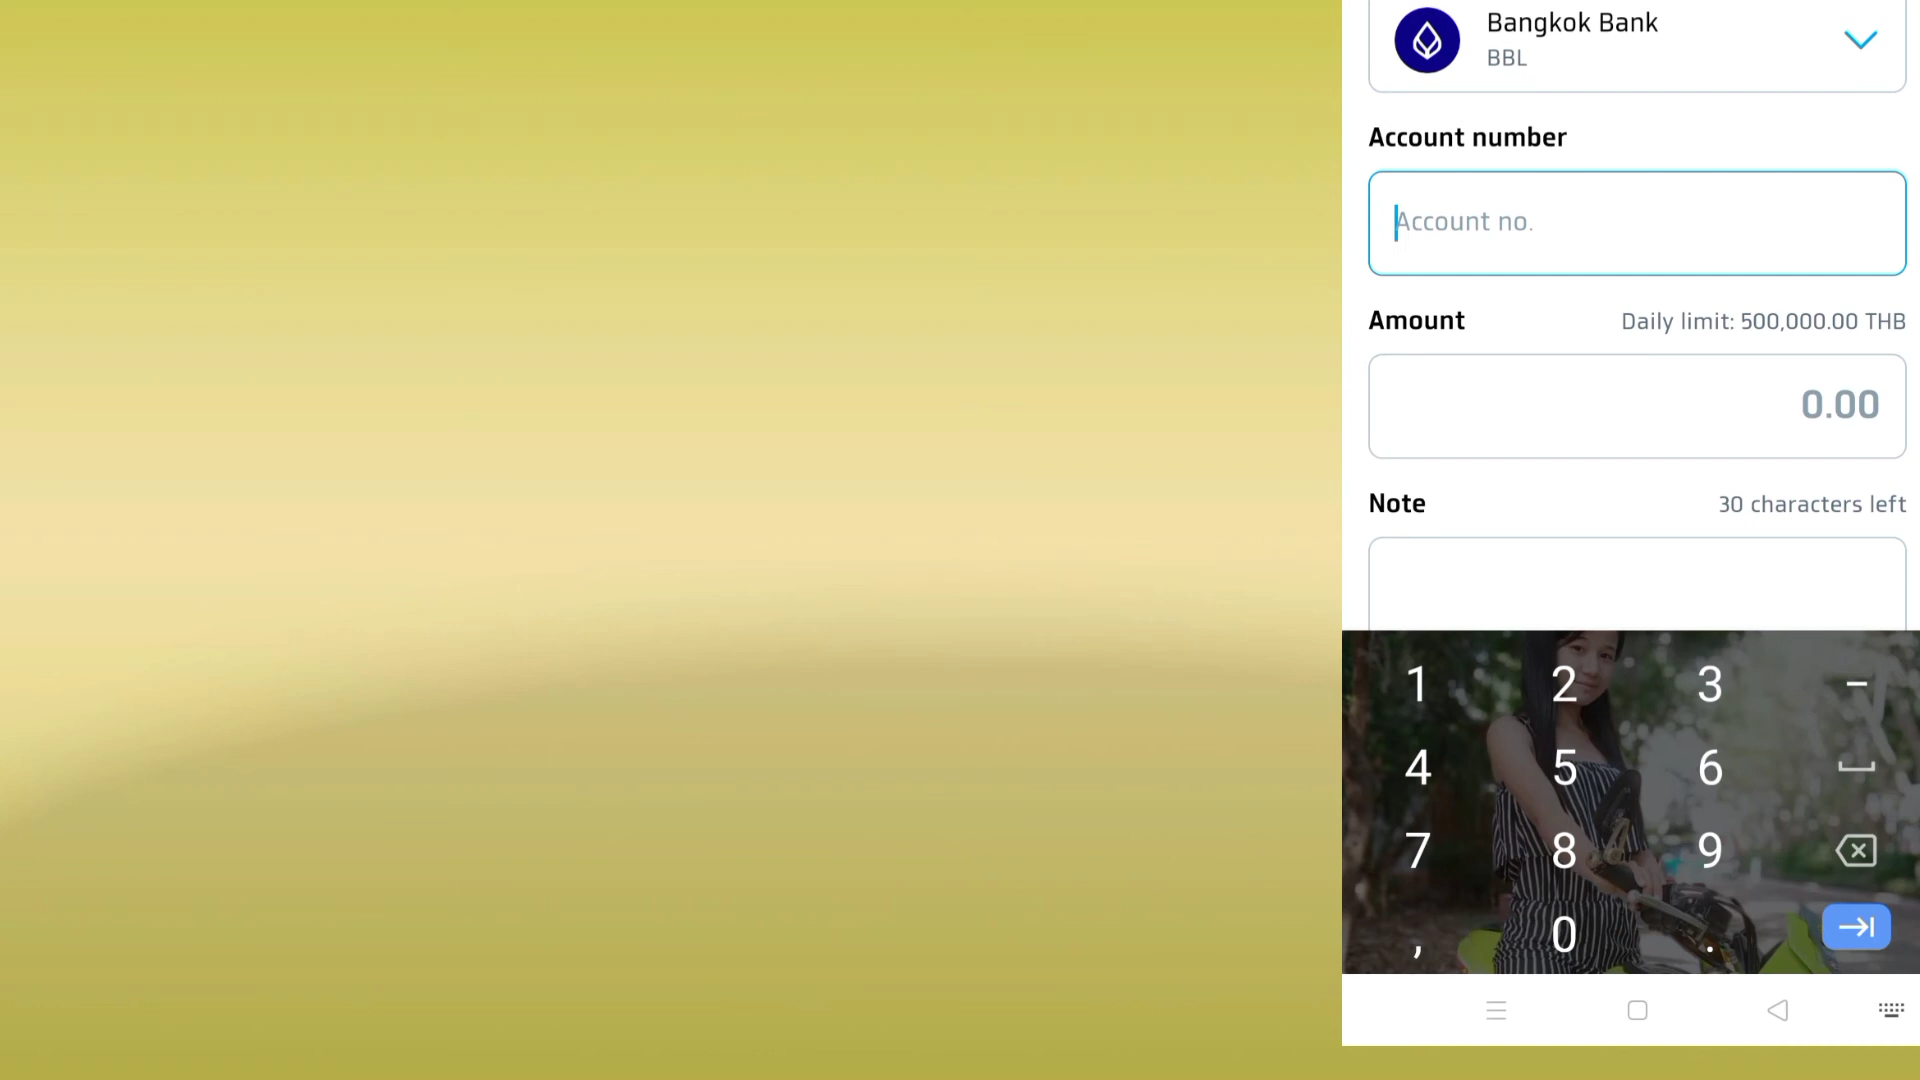 Bangkok Bank
BBL
Account number
Account no.
Amount Daily limit: 500,000.00 THB
0.00
Note 30 characters left
1 2 3 -
4 5 6
7 8 9
, 0 .